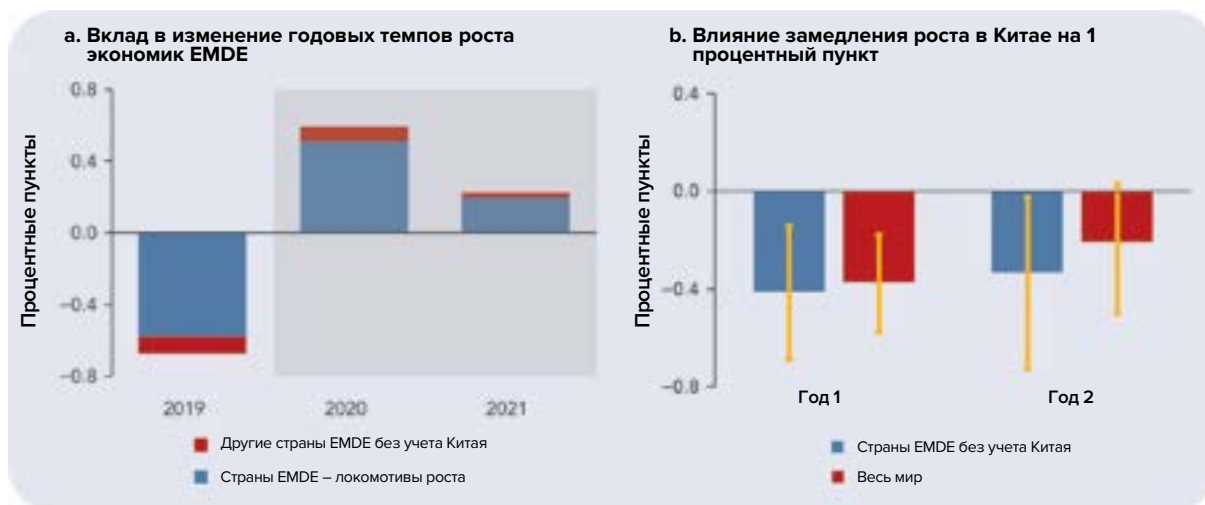 a. Вклад в изменение годовых темпов роста
экономик EMDE
Процентные пункты
0.8
0.4
0.0
–0.4
–0.8
2019
2020
2021
Другие страны EMDE без учета Китая
Страны EMDE – локомотивы роста
b. Влияние замедления роста в Китае на 1
процентный пункт
Процентные пункты
0.4
0.0
–0.4
–0.8
Год 1
Год 2
Страны EMDE без учета Китая
Весь мир